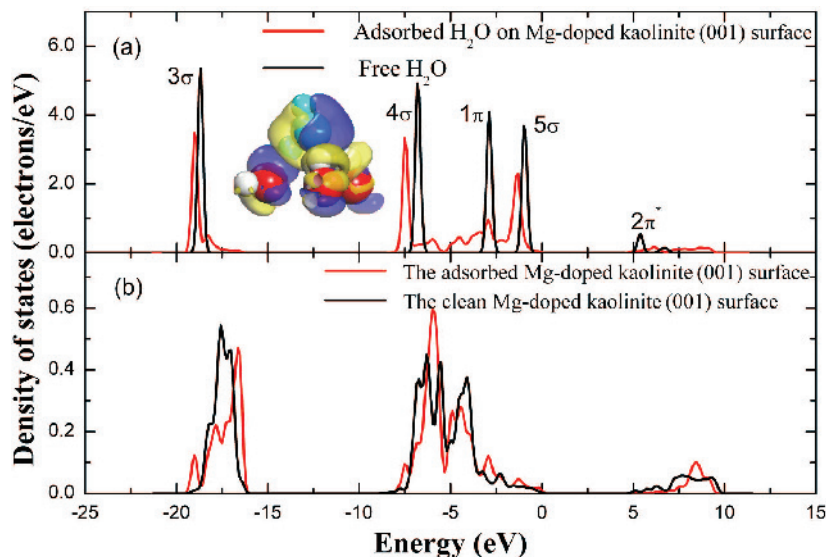 (a)
Adsorbed H₂O on Mg-doped kaolinite (001) surface
Free H₂O
3σ
4σ
1π
5σ
2π*
6.0
4.0
2.0
0.0
(b)
The adsorbed Mg-doped kaolinite (001) surface
The clean Mg-doped kaolinite (001) surface
0.6
0.4
0.2
0.0
-25 -20 -15 -10 -5 0 5 10 15
Energy (eV)
Density of states (electrons/eV)